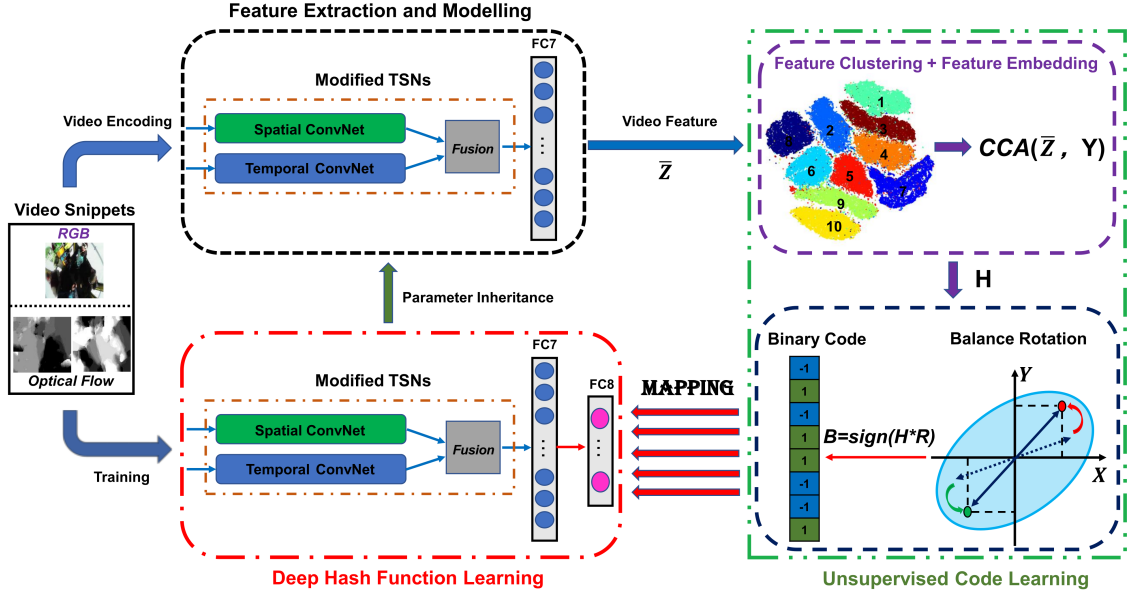 Feature Extraction and Modelling
FC7
Modified TSNs
Spatial ConvNet
Temporal ConvNet
Fusion
Video Encoding
Video Feature
Z̅
Feature Clustering + Feature Embedding
1
2
3
8
4
6
5
7
9
10
CCA(Z̅ , Y)
Video Snippets
RGB
Optical Flow
Parameter Inheritance
H
Training
FC7
FC8
Modified TSNs
Spatial ConvNet
Temporal ConvNet
Fusion
MAPPING
Binary Code
-1
1
-1
1
1
-1
-1
1
Balance Rotation
Y
X
B=sign(H*R)
Deep Hash Function Learning
Unsupervised Code Learning